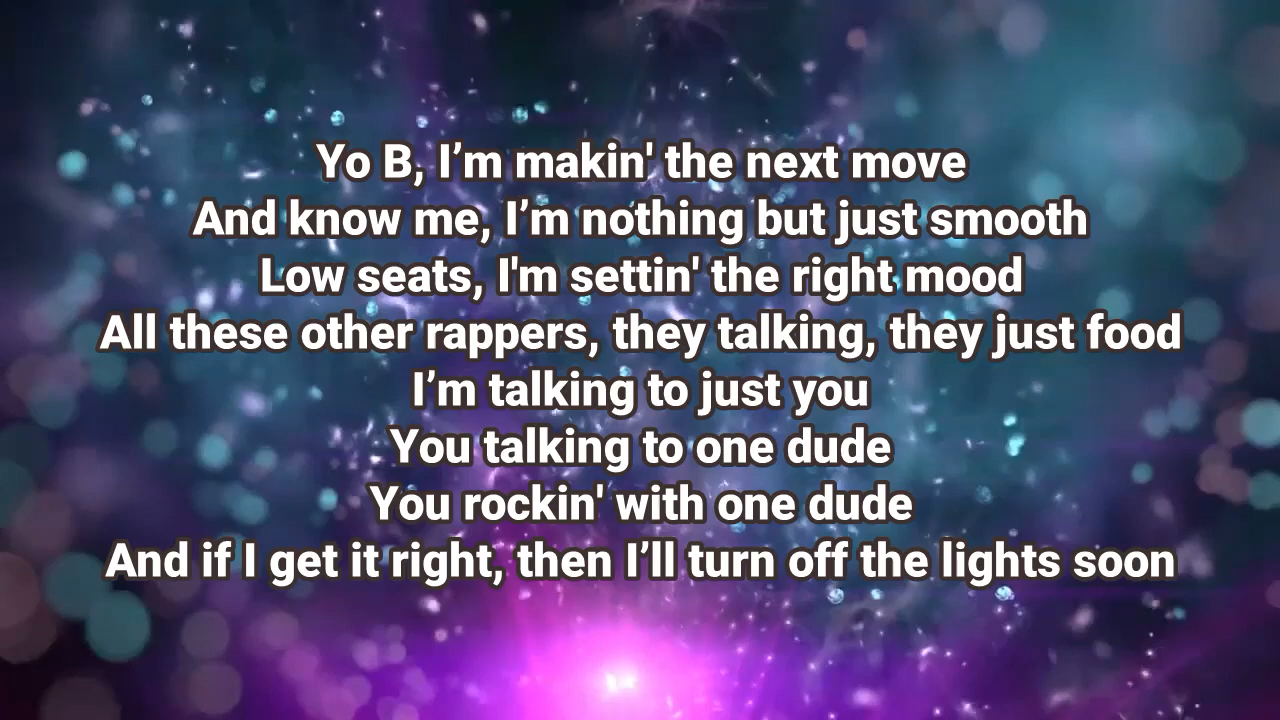 Yo B, I’m makin' the next move
And know me, I’m nothing but just smooth
Low seats, I'm settin' the right mood
All these other rappers, they talking, they just food
I’m talking to just you
You talking to one dude
You rockin' with one dude
And if I get it right, then I’ll turn off the lights soon